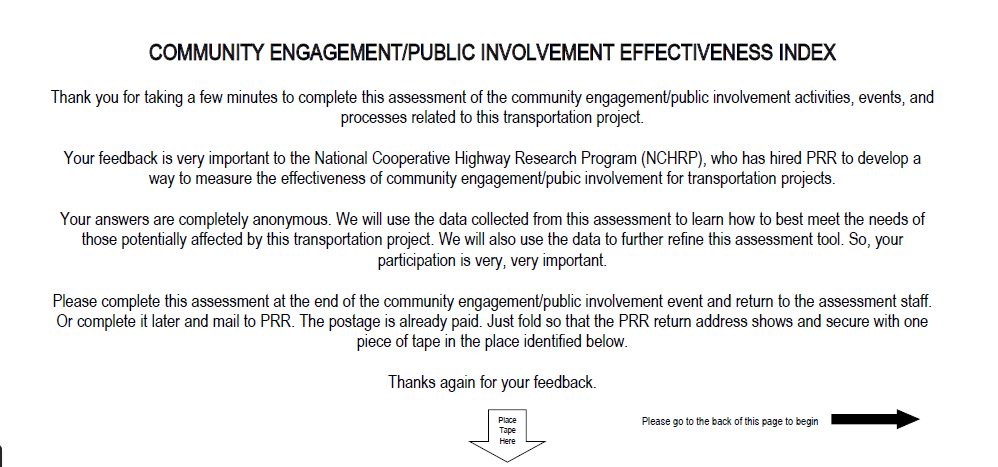 COMMUNITY ENGAGEMENT/PUBLIC INVOLVEMENT EFFECTIVENESS INDEX
Thank you for taking a few minutes to complete this assessment of the community engagement/public involvement activities, events, and
processes related to this transportation project.
Your feedback is very important to the National Cooperative Highway Research Program (NCHRP), who has hired PRR to develop a
way to measure the effectiveness of community engagement/pubic involvement for transportation projects.
Your answers are completely anonymous. We will use the data collected from this assessment to learn how to best meet the needs of
those potentially affected by this transportation project. We will also use the data to further refine this assessment tool. So, your
participation is very, very important.
Please complete this assessment at the end of the community engagement/public involvement event and return to the assessment staff.
Or complete it later and mail to PRR. The postage is already paid. Just fold so that the PRR return address shows and secure with one
piece of tape in the place identified below.
Thanks again for your feedback.
Place
Tape
Here
Please go to the back of this page to begin